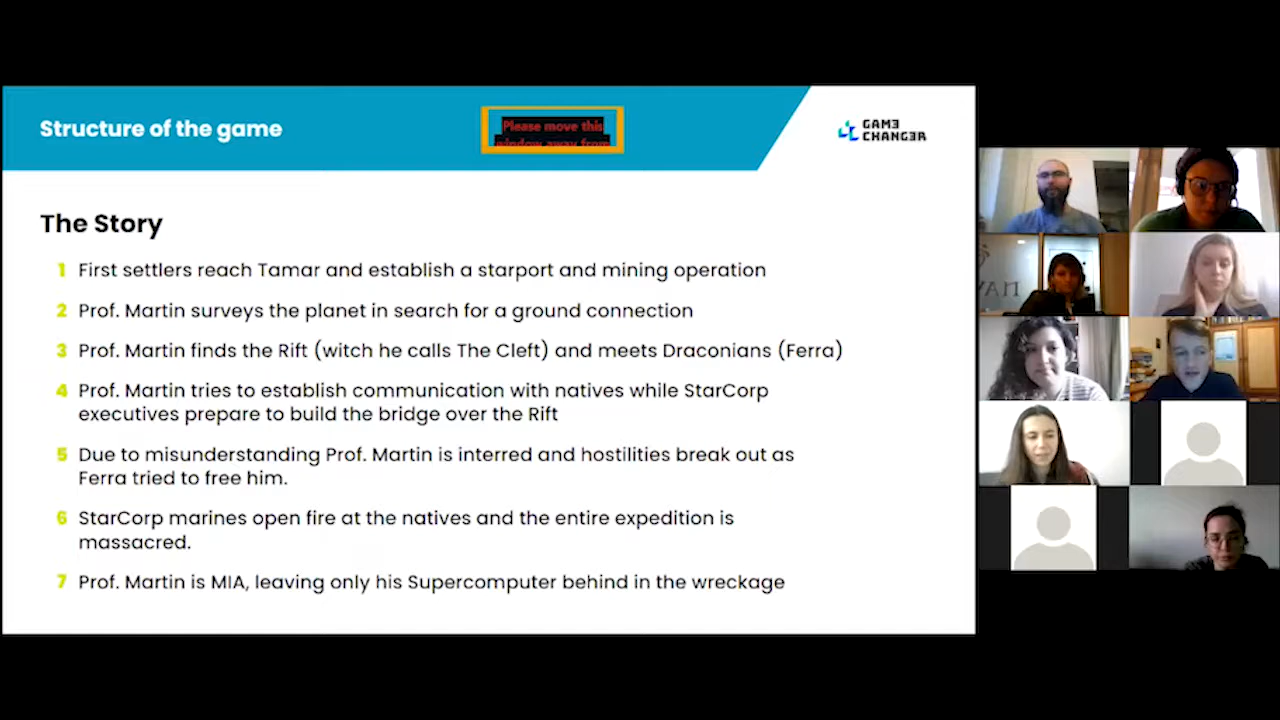 Structure of the game
Please move this
window away from
GAME
CHANGER
The Story
1 First settlers reach Tamar and establish a starport and mining operation
2 Prof. Martin surveys the planet in search for a ground connection
3 Prof. Martin finds the Rift (witch he calls The Cleft) and meets Draconians (Ferra)
4 Prof. Martin tries to establish communication with natives while StarCorp
executives prepare to build the bridge over the Rift
5 Due to misunderstanding Prof. Martin is interred and hostilities break out as
Ferra tried to free him.
6 StarCorp marines open fire at the natives and the entire expedition is
massacred.
7 Prof. Martin is MIA, leaving only his Supercomputer behind in the wreckage